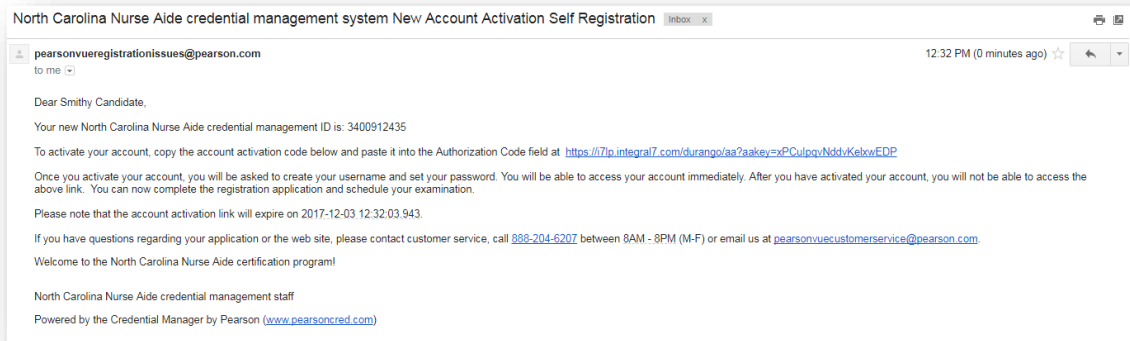 North Carolina Nurse Aide credential management system New Account Activation Self Registration Inbox x
pearsonvueregistrationissues@pearson.com 12:32 PM (0 minutes ago)
to me
Dear Smithy Candidate,
Your new North Carolina Nurse Aide credential management ID is: 3400912435
To activate your account, copy the account activation code below and paste it into the Authorization Code field at https://i7lp.integral7.com/durango/aa?aakey=xPCulpqvNddvKelxwEDP
Once you activate your account, you will be asked to create your username and set your password. You will be able to access your account immediately. After you have activated your account, you will not be able to access the
above link. You can now complete the registration application and schedule your examination.
Please note that the account activation link will expire on 2017-12-03 12:32:03.943.
If you have questions regarding your application or the web site, please contact customer service, call 888-204-6207 between 8AM - 8PM (M-F) or email us at pearsonvuecustomerservice@pearson.com.
Welcome to the North Carolina Nurse Aide certification program!
North Carolina Nurse Aide credential management staff
Powered by the Credential Manager by Pearson (www.pearsoncred.com)